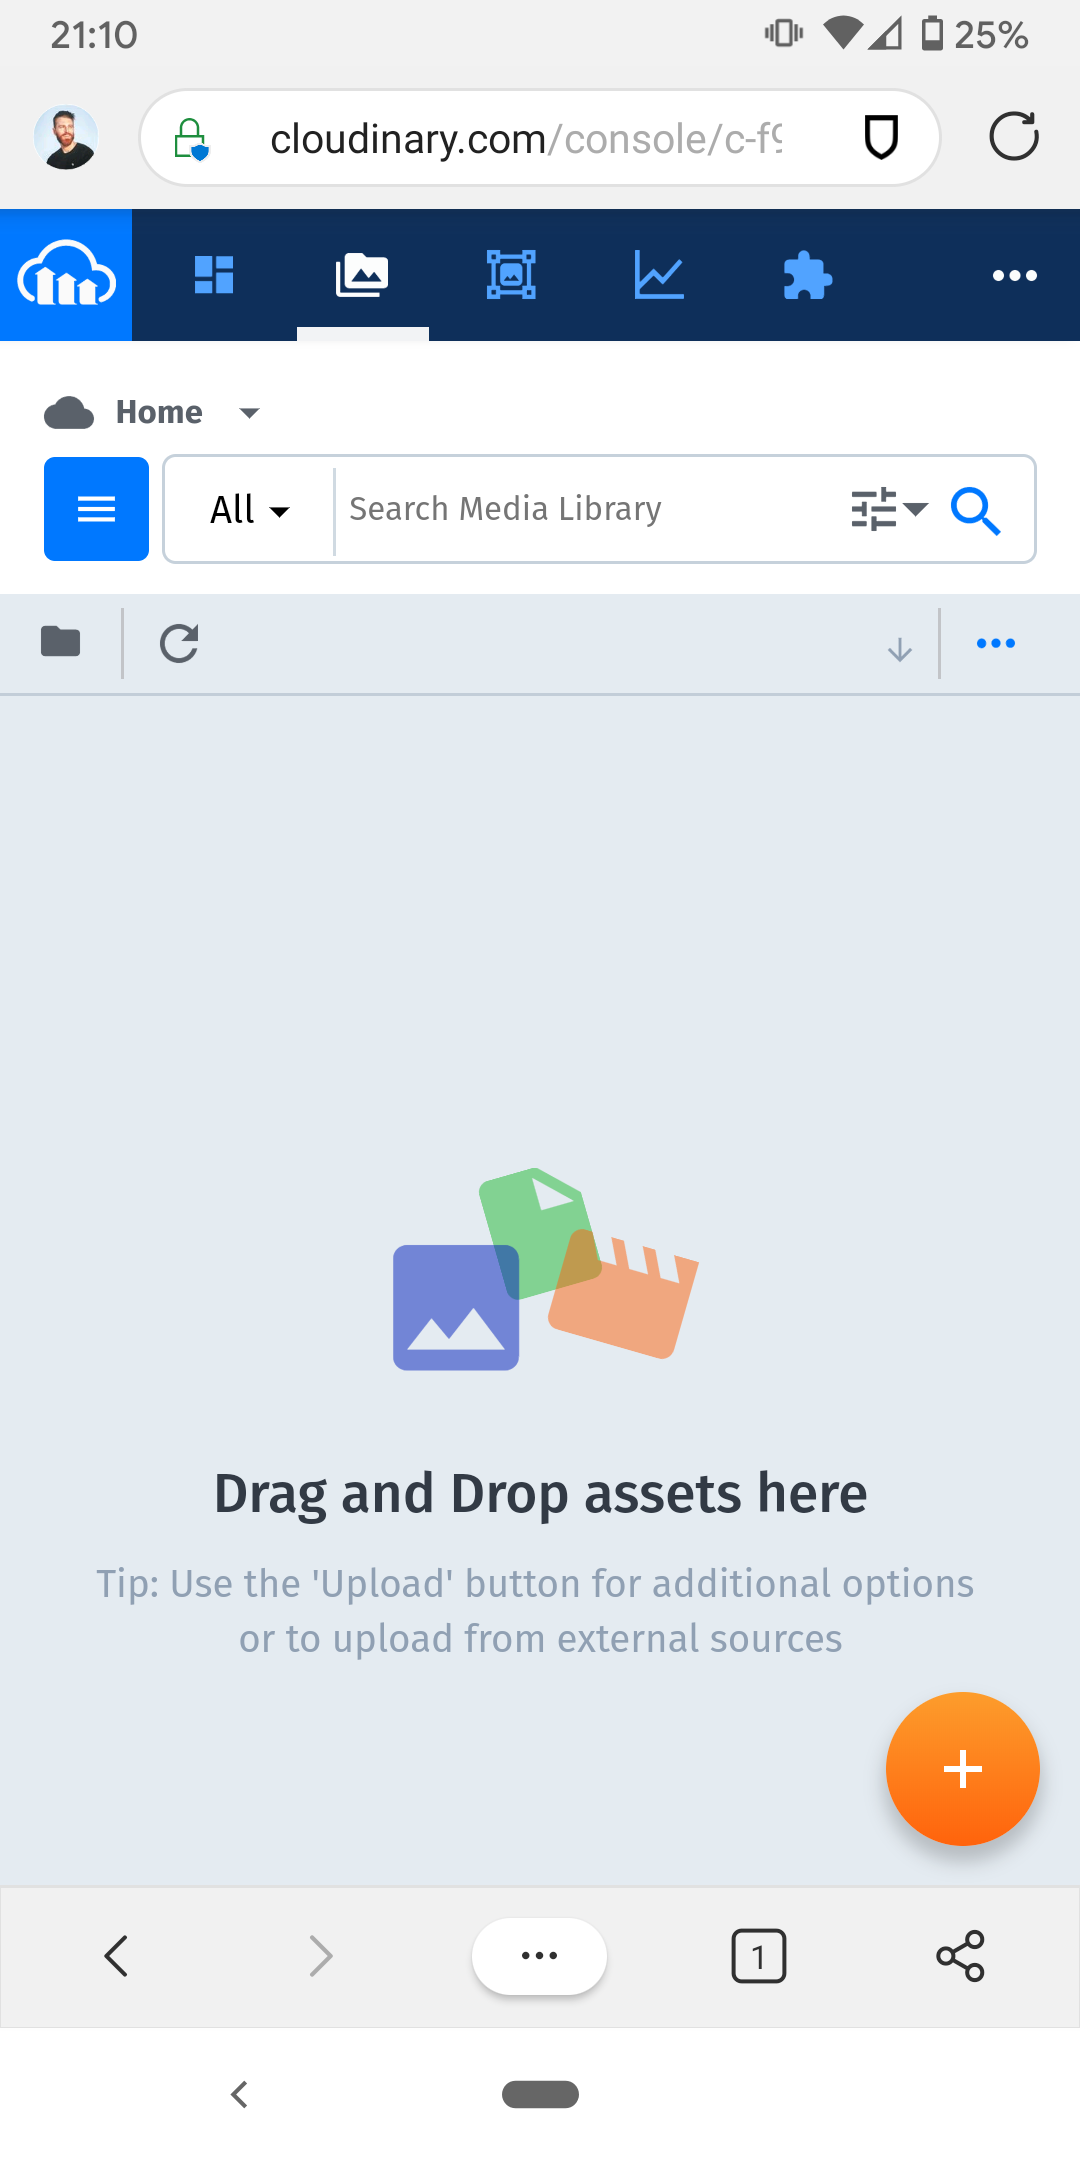 21:10
25%
cloudinary.com/console/c-f9
Home
All
Search Media Library
Drag and Drop assets here
Tip: Use the 'Upload' button for additional options
or to upload from external sources
1